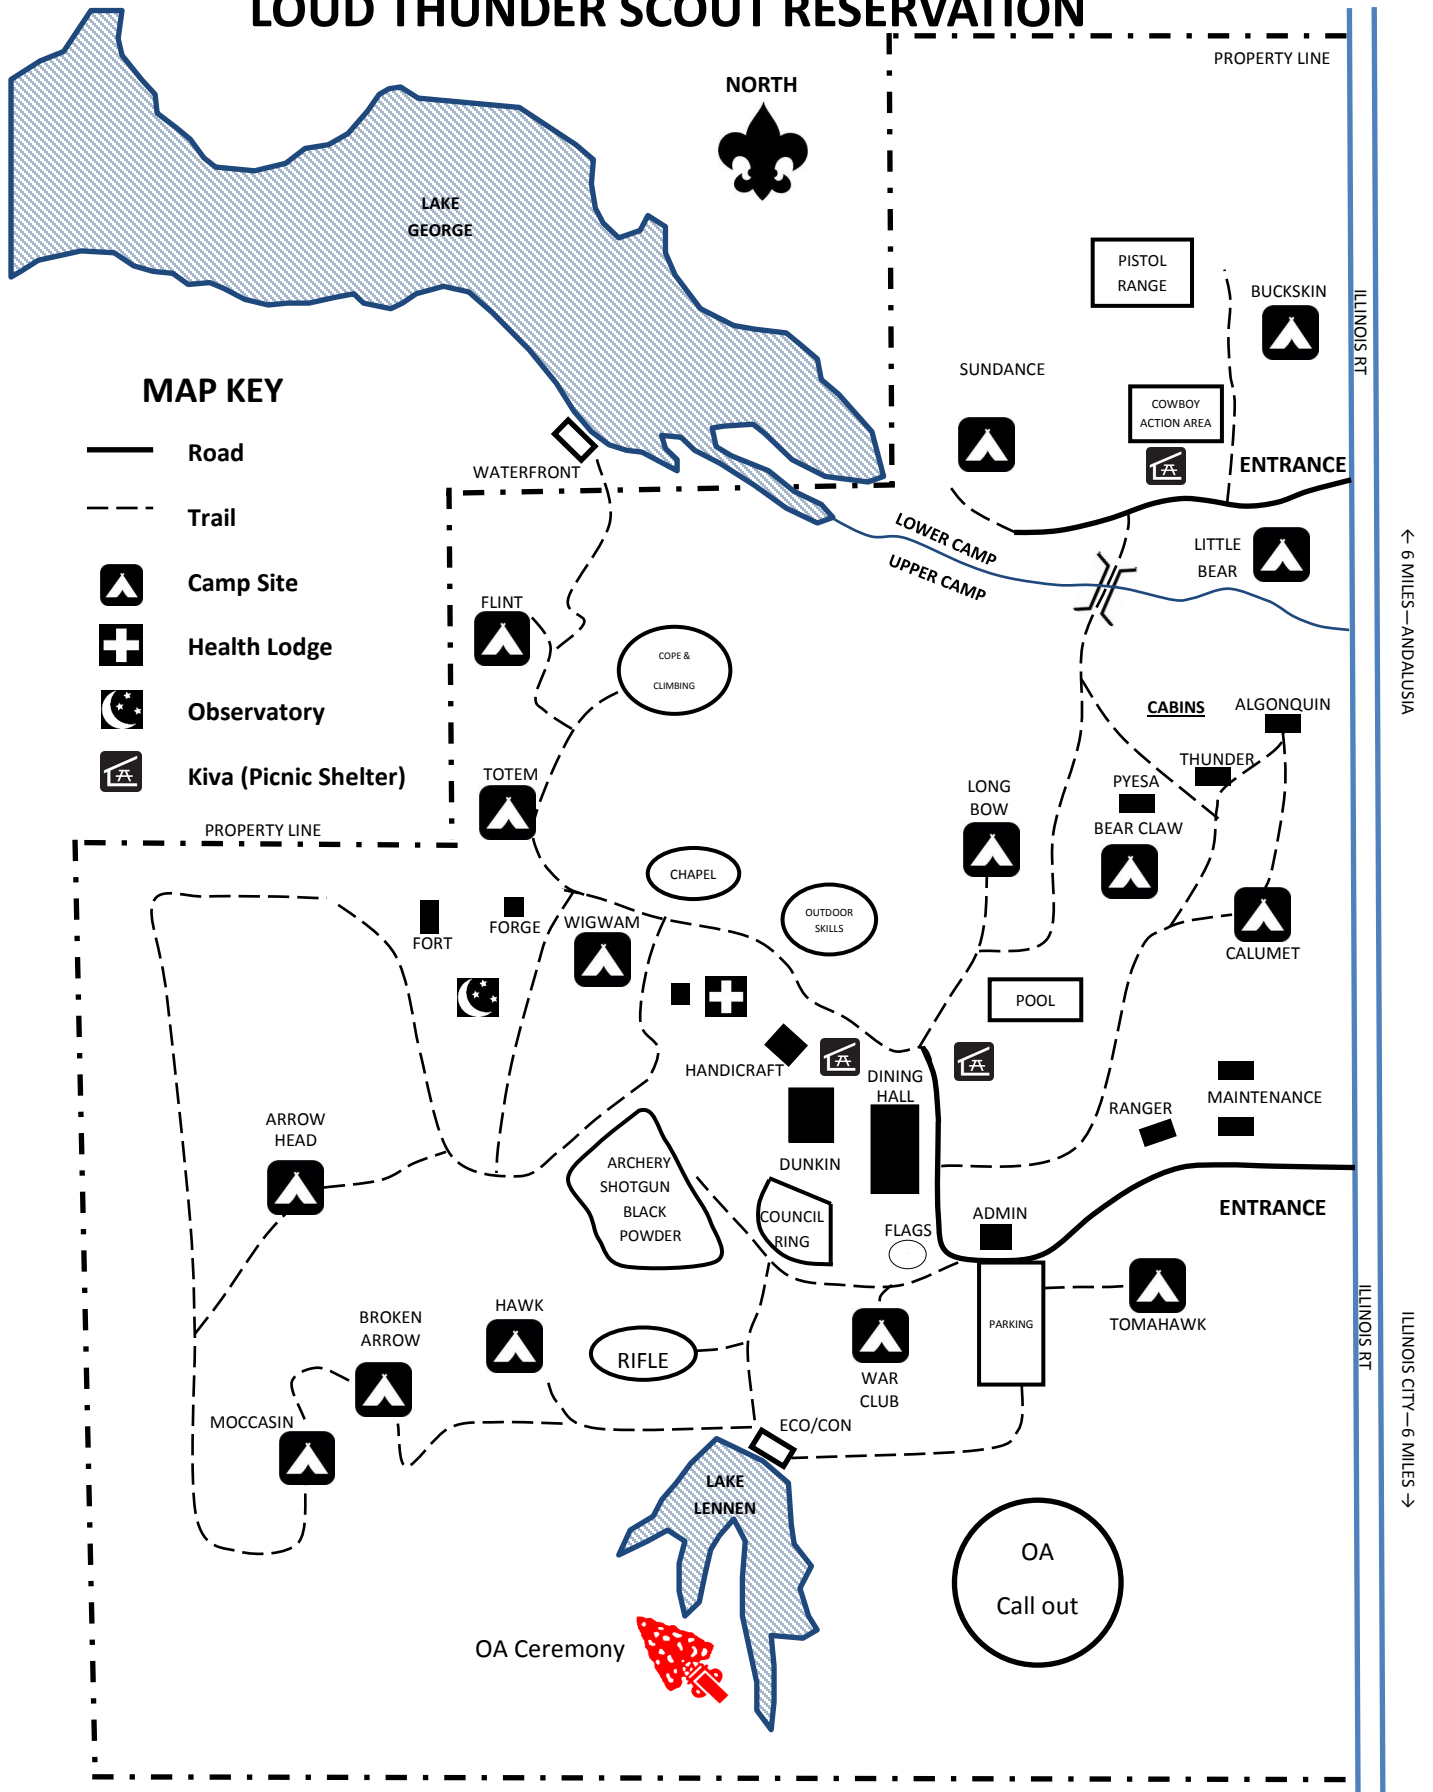 LOUD THUNDER SCOUT RESERVATION
PROPERTY LINE
NORTH
LAKE
GEORGE
PISTOL
RANGE
BUCKSKIN
ILLINOIS RT
SUNDANCE
MAP KEY
COWBOY
ACTION AREA
Road
ENTRANCE
WATERFRONT
Trail
LOWER CAMP
UPPER CAMP
LITTLE
BEAR
← 6 MILES—ANDALUSIA
Camp Site
FLINT
Health Lodge
COPE &
CLIMBING
Observatory
CABINS
ALGONQUIN
THUNDER
Kiva (Picnic Shelter)
TOTEM
PYESA
LONG
BOW
BEAR CLAW
PROPERTY LINE
CHAPEL
OUTDOOR
SKILLS
FORT
FORGE
WIGWAM
CALUMET
POOL
HANDICRAFT
DINING
HALL
MAINTENANCE
RANGER
ARROW
HEAD
DUNKIN
ARCHERY
SHOTGUN
BLACK
POWDER
COUNCIL
RING
FLAGS
ADMIN
ENTRANCE
HAWK
BROKEN
ARROW
RIFLE
PARKING
TOMAHAWK
ILLINOIS RT
ILLINOIS CITY—6 MILES →
WAR
CLUB
MOCCASIN
ECO/CON
LAKE
LENNEN
OA
Call out
OA Ceremony